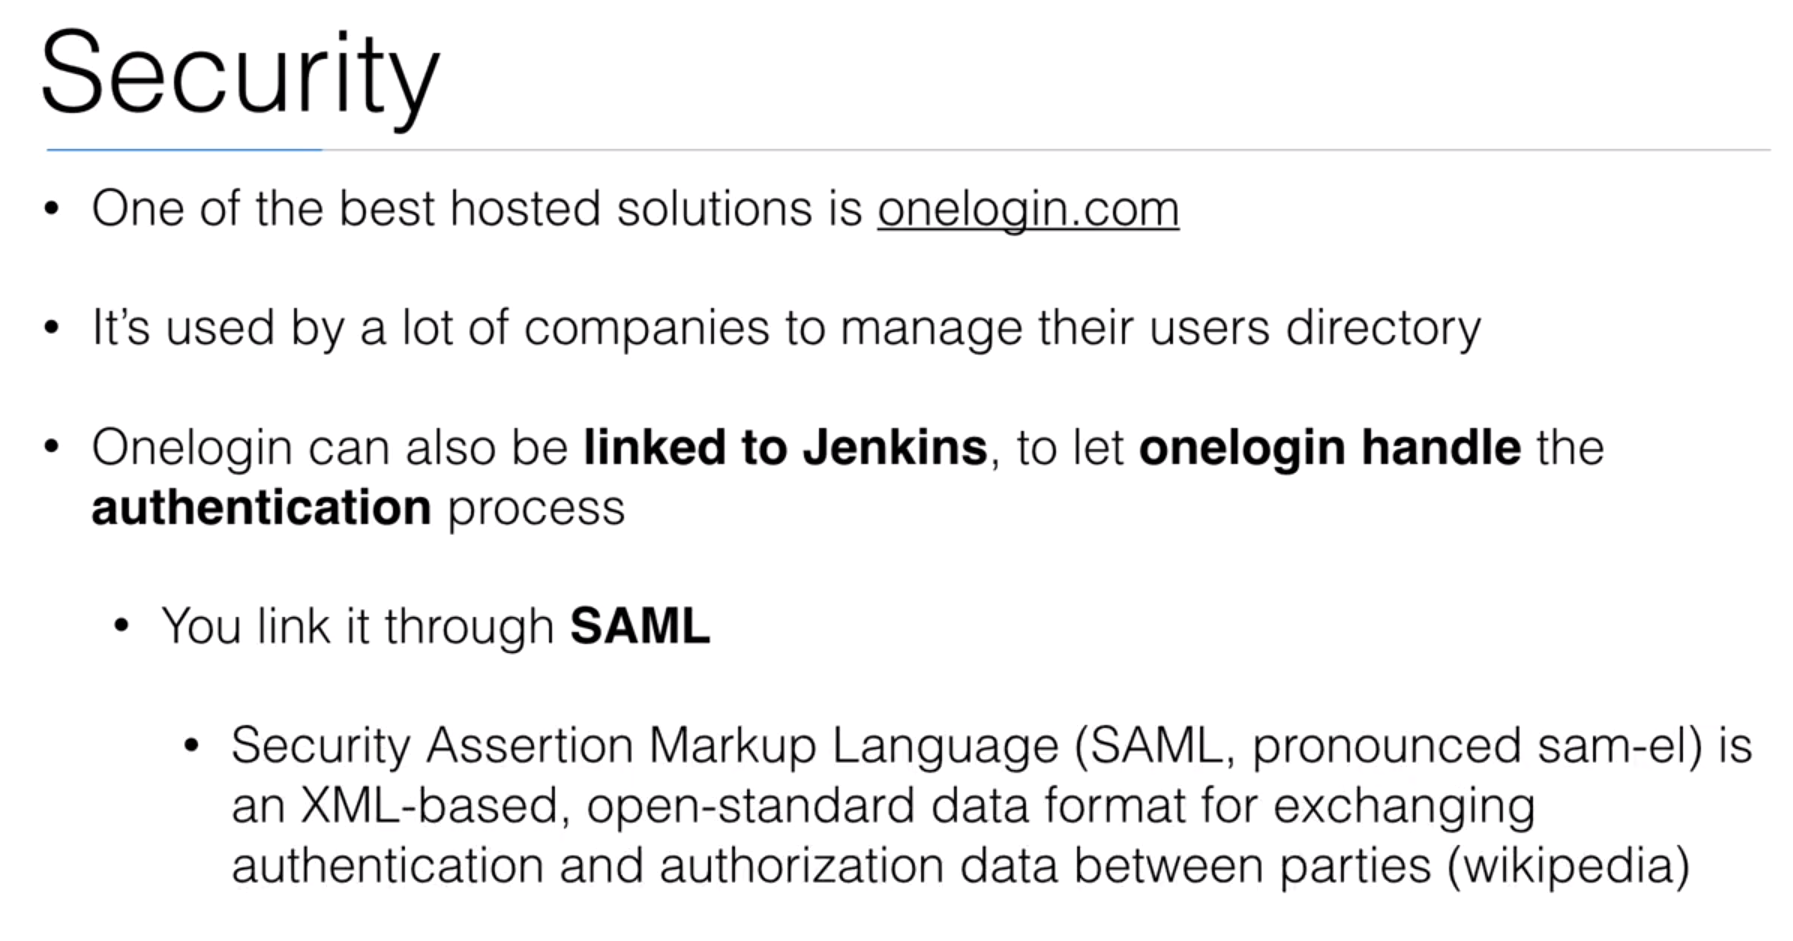 Security
• One of the best hosted solutions is onelogin.com
• It’s used by a lot of companies to manage their users directory
• Onelogin can also be linked to Jenkins, to let onelogin handle the
authentication process
• You link it through SAML
• Security Assertion Markup Language (SAML, pronounced sam-el) is
an XML-based, open-standard data format for exchanging
authentication and authorization data between parties (wikipedia)